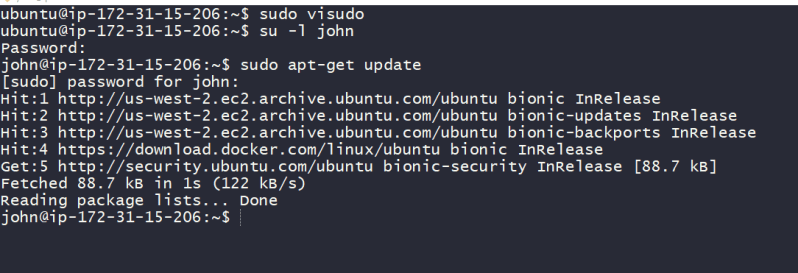 ubuntu@ip-172-31-15-206:~$ sudo visudo
ubuntu@ip-172-31-15-206:~$ su -l john
Password:
john@ip-172-31-15-206:~$ sudo apt-get update
[sudo] password for john:
Hit:1 http://us-west-2.ec2.archive.ubuntu.com/ubuntu bionic InRelease
Hit:2 http://us-west-2.ec2.archive.ubuntu.com/ubuntu bionic-updates InRelease
Hit:3 http://us-west-2.ec2.archive.ubuntu.com/ubuntu bionic-backports InRelease
Hit:4 https://download.docker.com/linux/ubuntu bionic InRelease
Get:5 http://security.ubuntu.com/ubuntu bionic-security InRelease [88.7 kB]
Fetched 88.7 kB in 1s (122 kB/s)
Reading package lists... Done
john@ip-172-31-15-206:~$